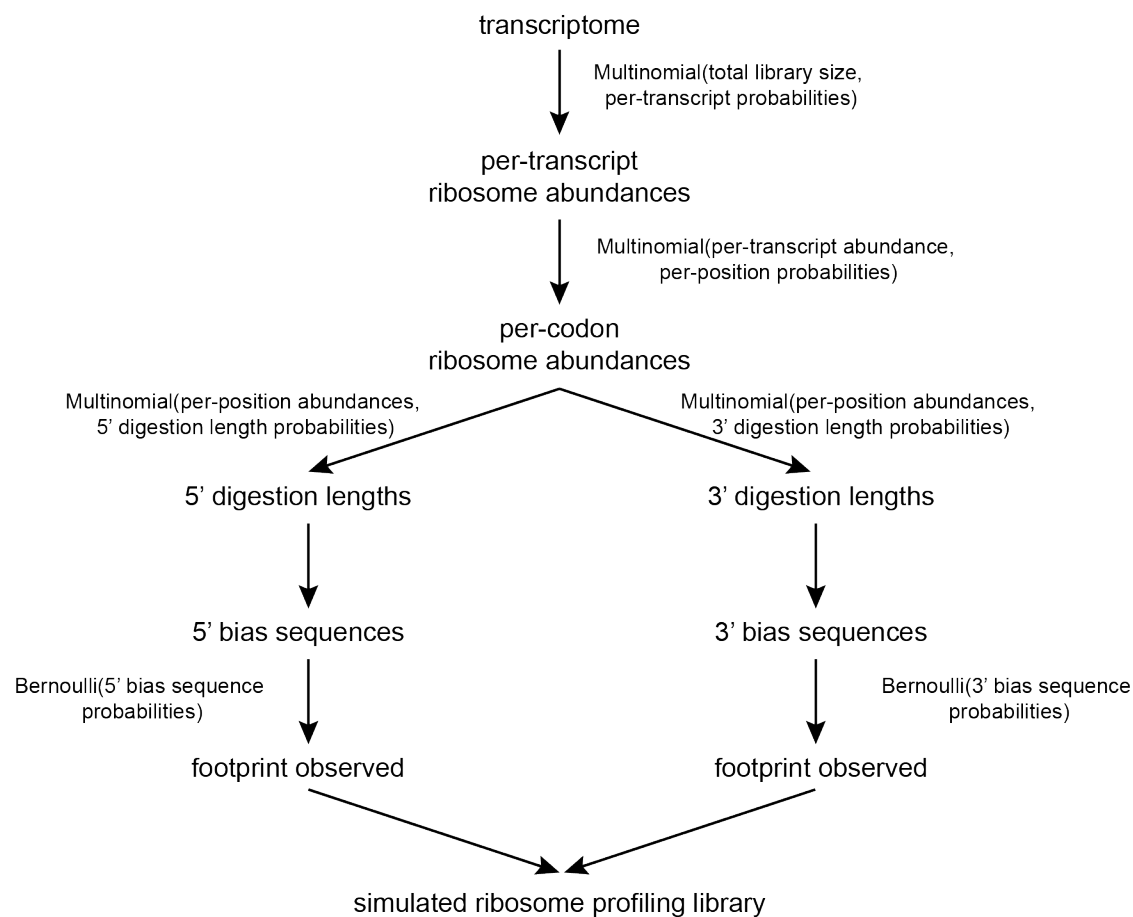 transcriptome
Multinomial(total library size,
per-transcript probabilities)
per-transcript
ribosome abundances
Multinomial(per-transcript abundance,
per-position probabilities)
per-codon
ribosome abundances
Multinomial(per-position abundances,
5’ digestion length probabilities)
Multinomial(per-position abundances,
3’ digestion length probabilities)
5’ digestion lengths
3’ digestion lengths
5’ bias sequences
3’ bias sequences
Bernoulli(5’ bias sequence
probabilities)
Bernoulli(3’ bias sequence
probabilities)
footprint observed
footprint observed
simulated ribosome profiling library